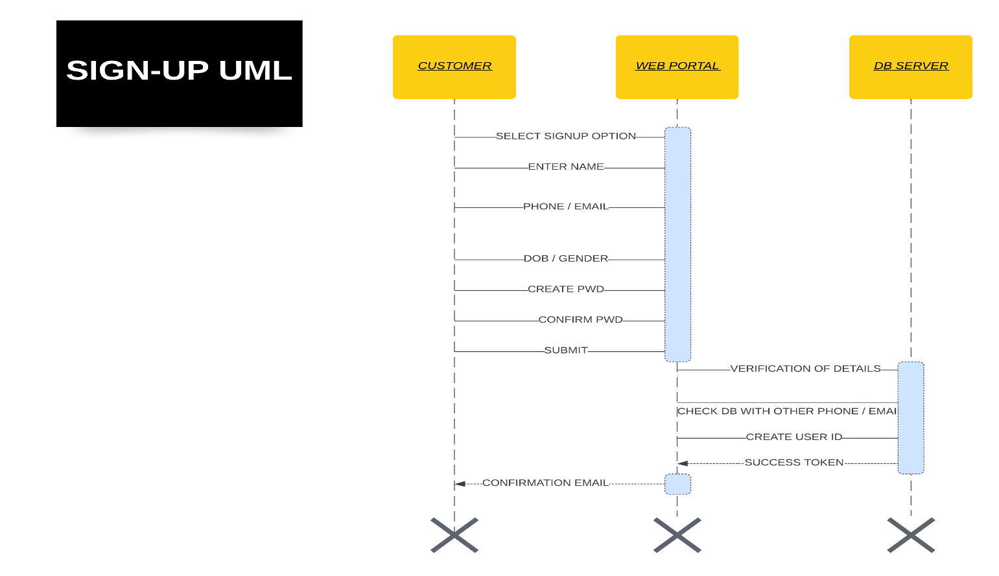 SIGN-UP UML
CUSTOMER
WEB PORTAL
DB SERVER
SELECT SIGNUP OPTION
ENTER NAME
PHONE / EMAIL
DOB / GENDER
CREATE PWD
CONFIRM PWD
SUBMIT
VERIFICATION OF DETAILS
CHECK DB WITH OTHER PHONE / EMAI
CREATE USER ID
SUCCESS TOKEN
CONFIRMATION EMAIL